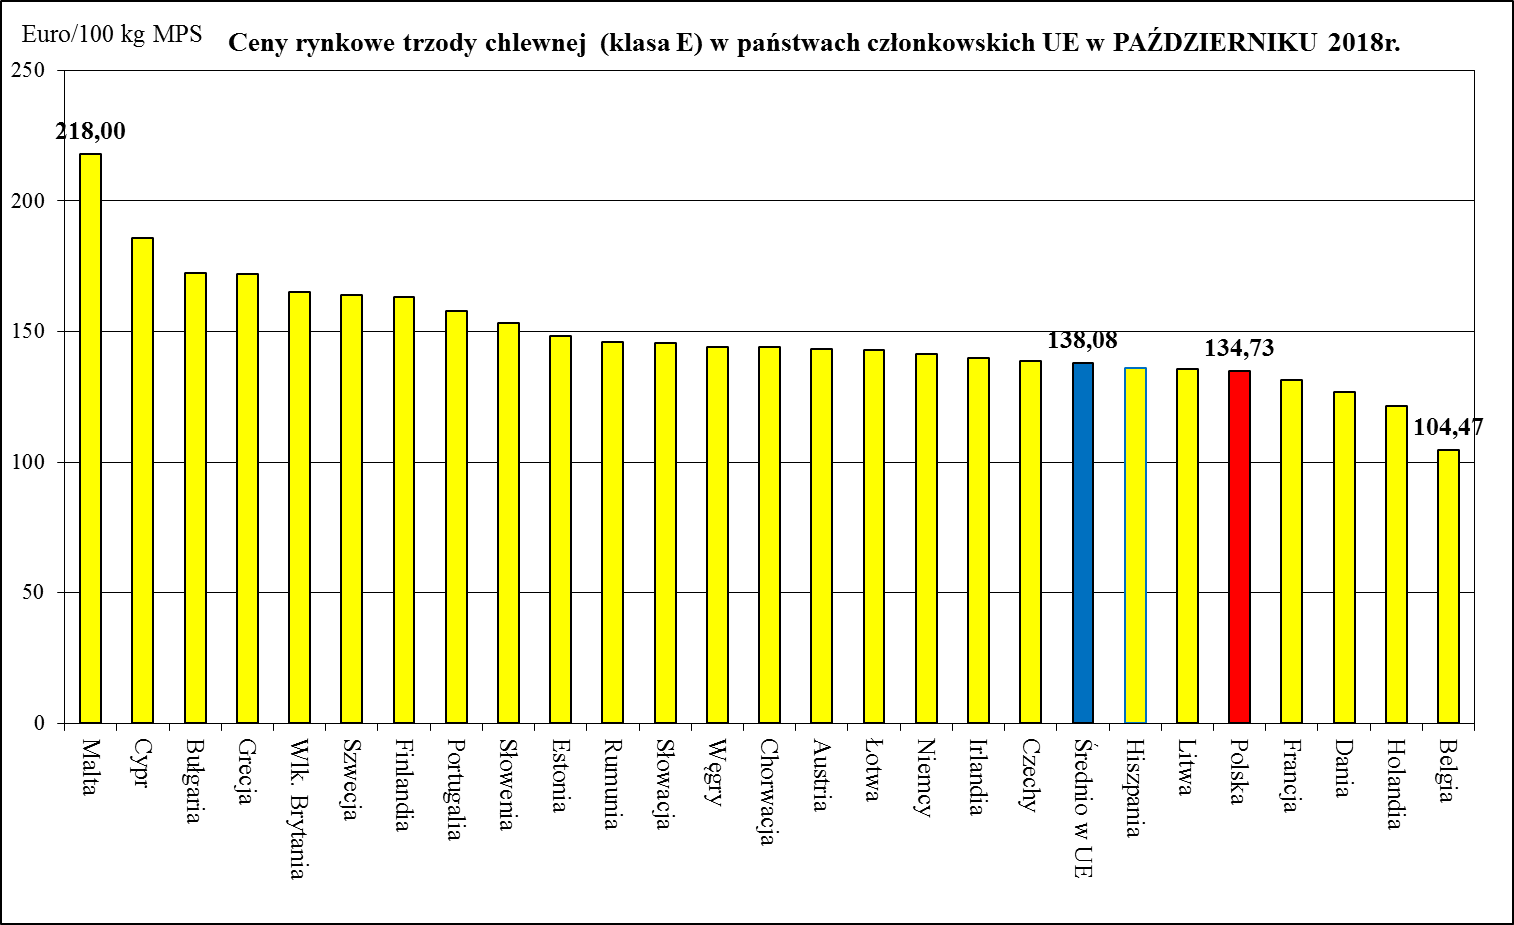 Euro/100 kg MPS
Ceny rynkowe trzody chlewnej (klasa E) w państwach członkowskich UE w PAŹDZIERNIKU 2018r.
250
200
150
100
50
0
218,00
138,08
134,73
104,47
Malta
Cypr
Bułgaria
Grecja
Wlk. Brytania
Szwecja
Finlandia
Portugalia
Słowenia
Estonia
Rumunia
Słowacja
Węgry
Chorwacja
Austria
Łotwa
Niemcy
Irlandia
Czechy
Średnio w UE
Hiszpania
Litwa
Polska
Francja
Dania
Holandia
Belgia